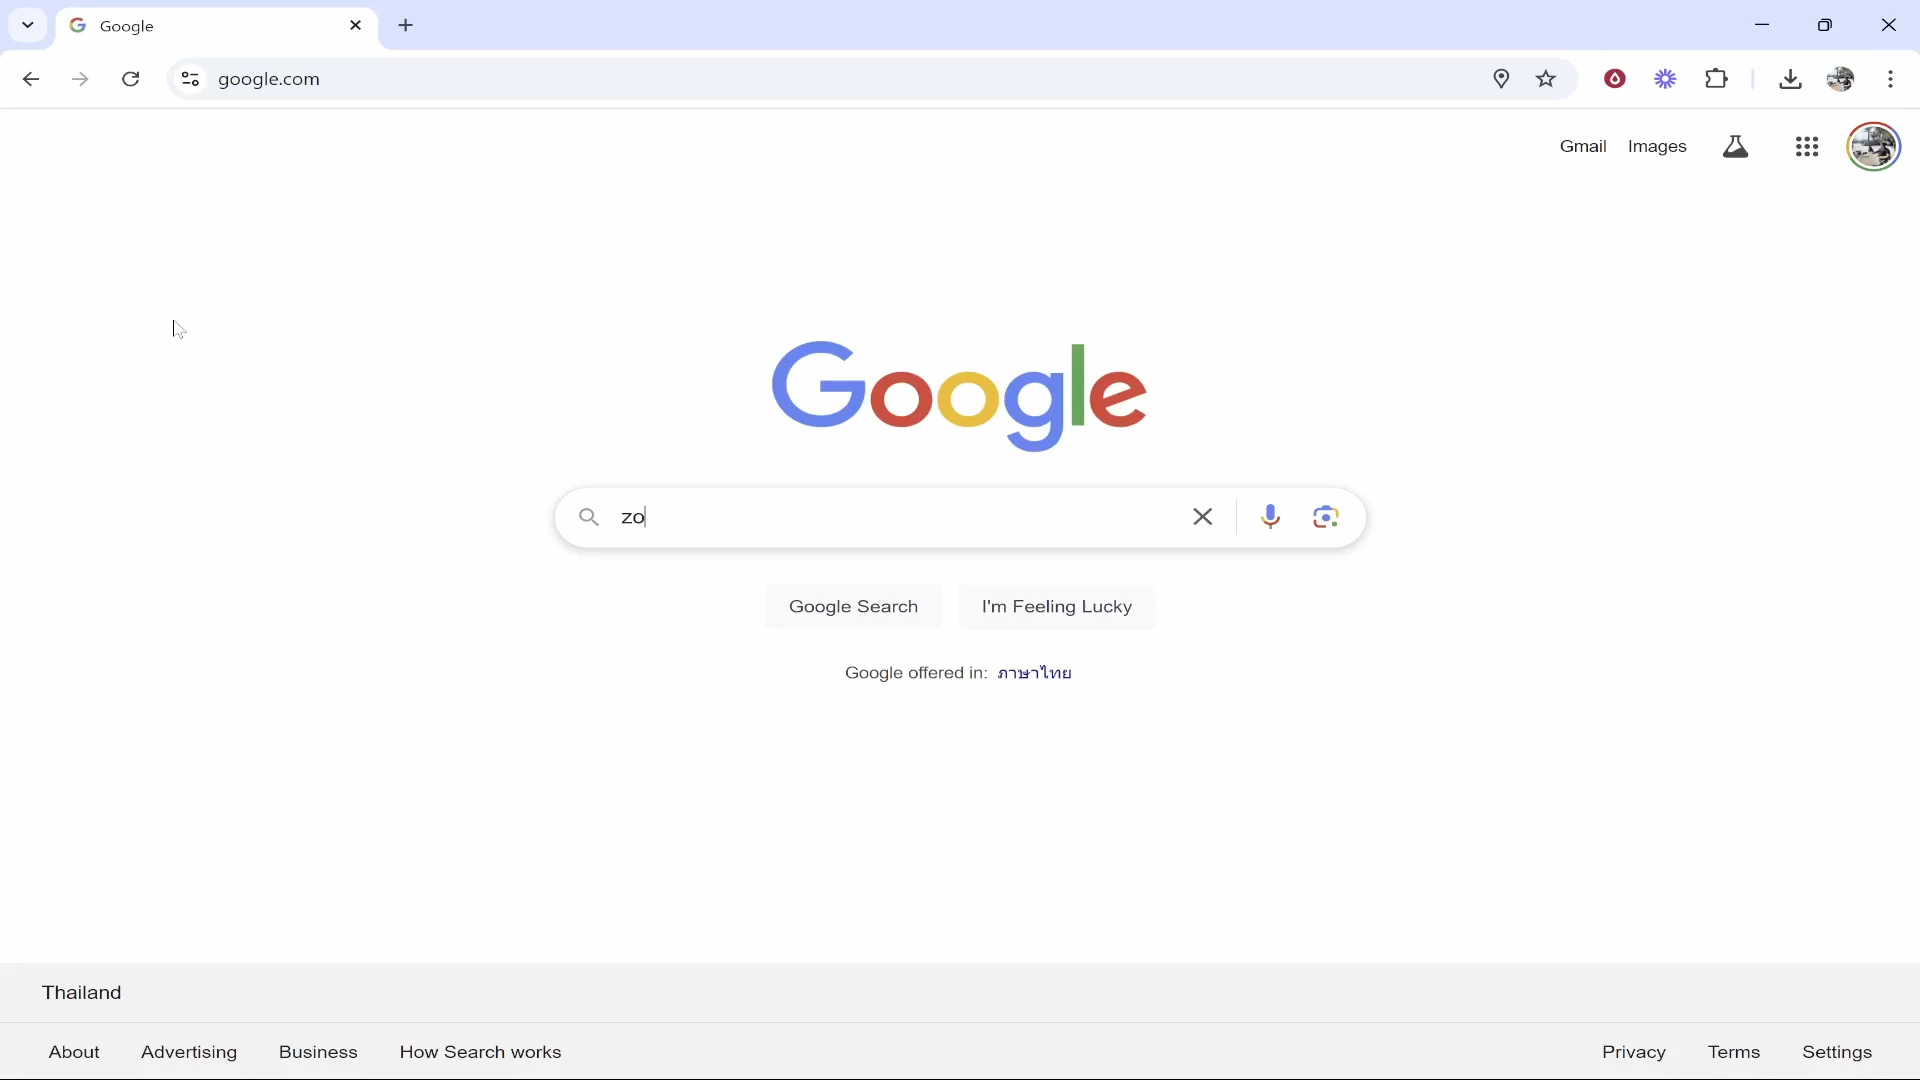 Google
google.com
Gmail Images
Google
zo
Google Search I'm Feeling Lucky
Google offered in: ภาษาไทย
Thailand
About Advertising Business How Search works Privacy Terms Settings